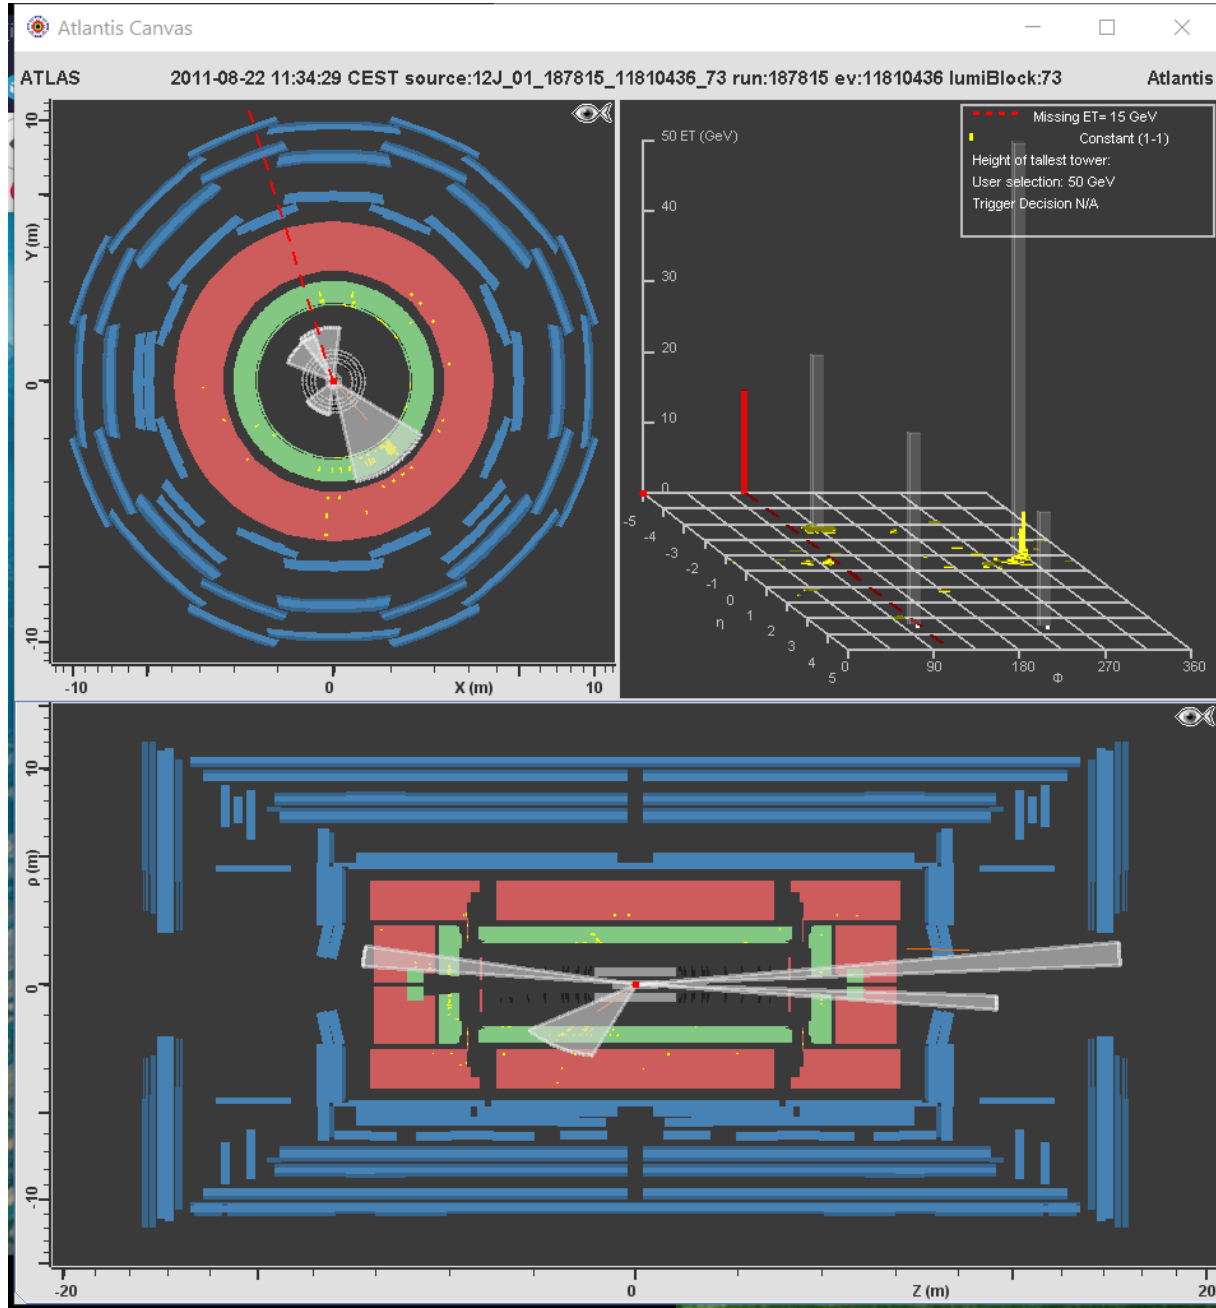 Atlantis Canvas
ATLAS 2011-08-22 11:34:29 CEST source:12J_01_187815_11810436_73 run:187815 ev:11810436 lumiBlock:73 Atlantis
10
Y (m)
0
-10
-10 0 X (m) 10
Missing ET= 15 GeV
Constant (1-1)
Height of tallest tower:
User selection: 50 GeV
Trigger Decision N/A
50 ET (GeV)
40
30
20
10
0
-5
-4
-3
-2
-1
0
η
1
2
3
4
5
0 90 180 270 360
Φ
10
ρ (m)
0
-10
-20 0 Z (m) 20